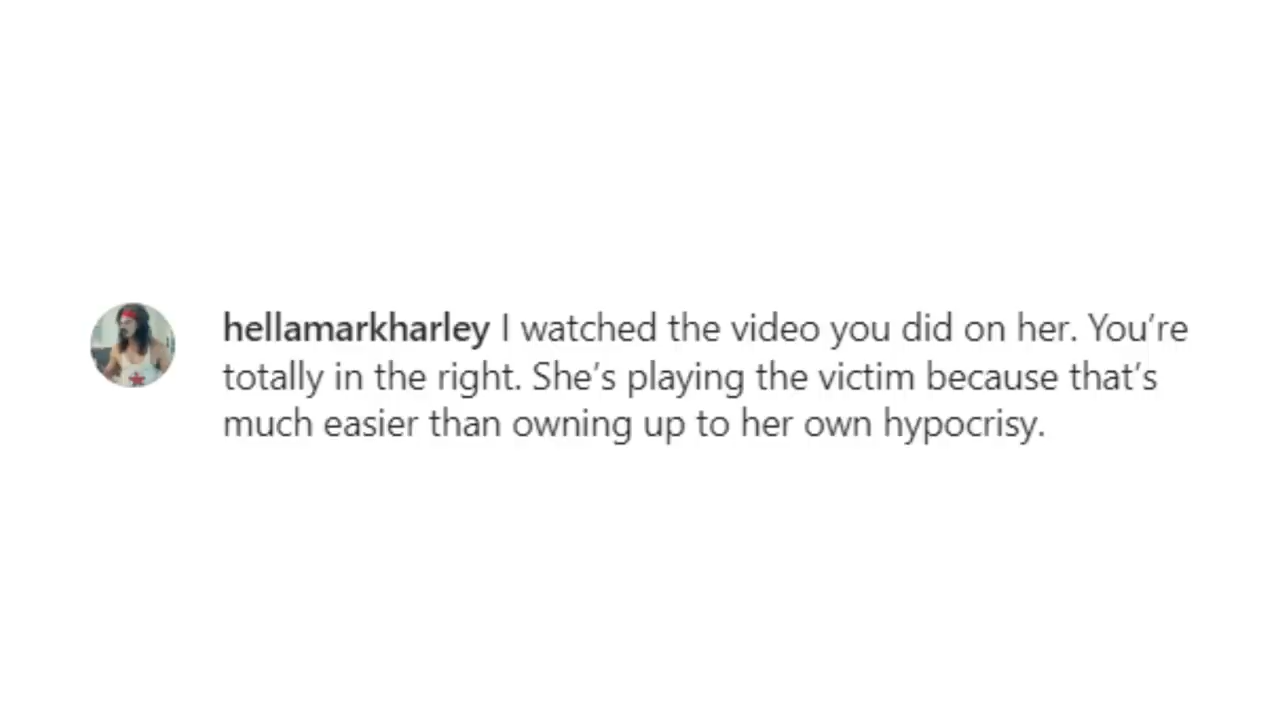 hellamarkharley I watched the video you did on her. You’re
totally in the right. She’s playing the victim because that’s
much easier than owning up to her own hypocrisy.